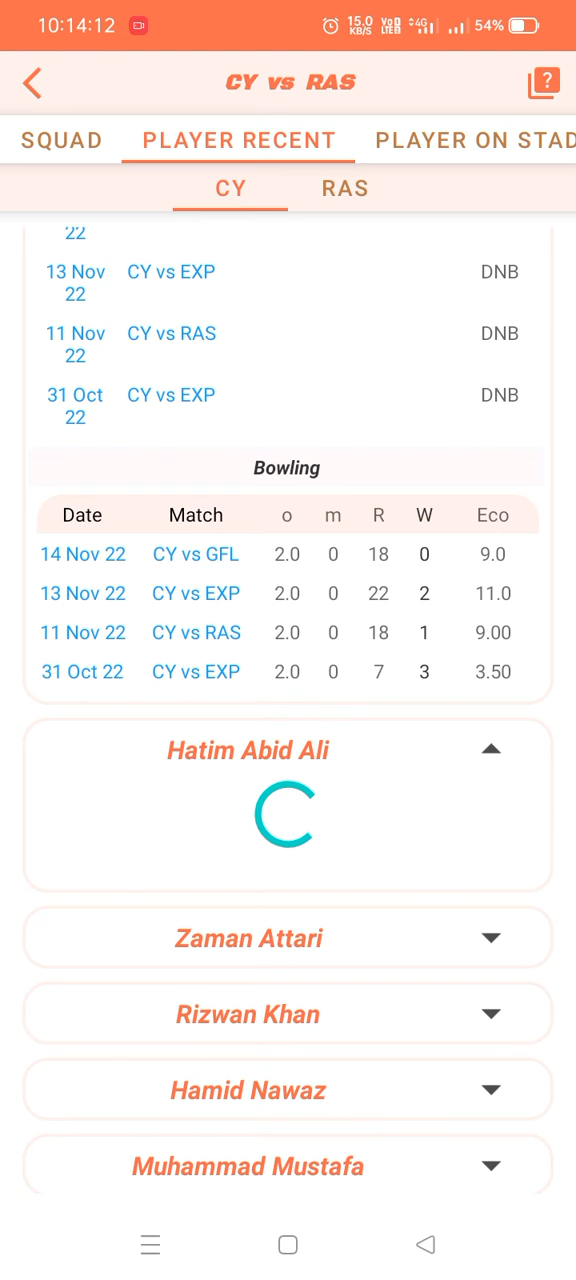 10:14:12 15.0 KB/S VoD LTEB 4G 54%
CY vs RAS ?
SQUAD PLAYER RECENT PLAYER ON STAD
CY RAS
22
13 Nov 22 CY vs EXP DNB
11 Nov 22 CY vs RAS DNB
31 Oct 22 CY vs EXP DNB
Bowling
Date Match o m R W Eco
14 Nov 22 CY vs GFL 2.0 0 18 0 9.0
13 Nov 22 CY vs EXP 2.0 0 22 2 11.0
11 Nov 22 CY vs RAS 2.0 0 18 1 9.00
31 Oct 22 CY vs EXP 2.0 0 7 3 3.50
Hatim Abid Ali
Zaman Attari
Rizwan Khan
Hamid Nawaz
Muhammad Mustafa